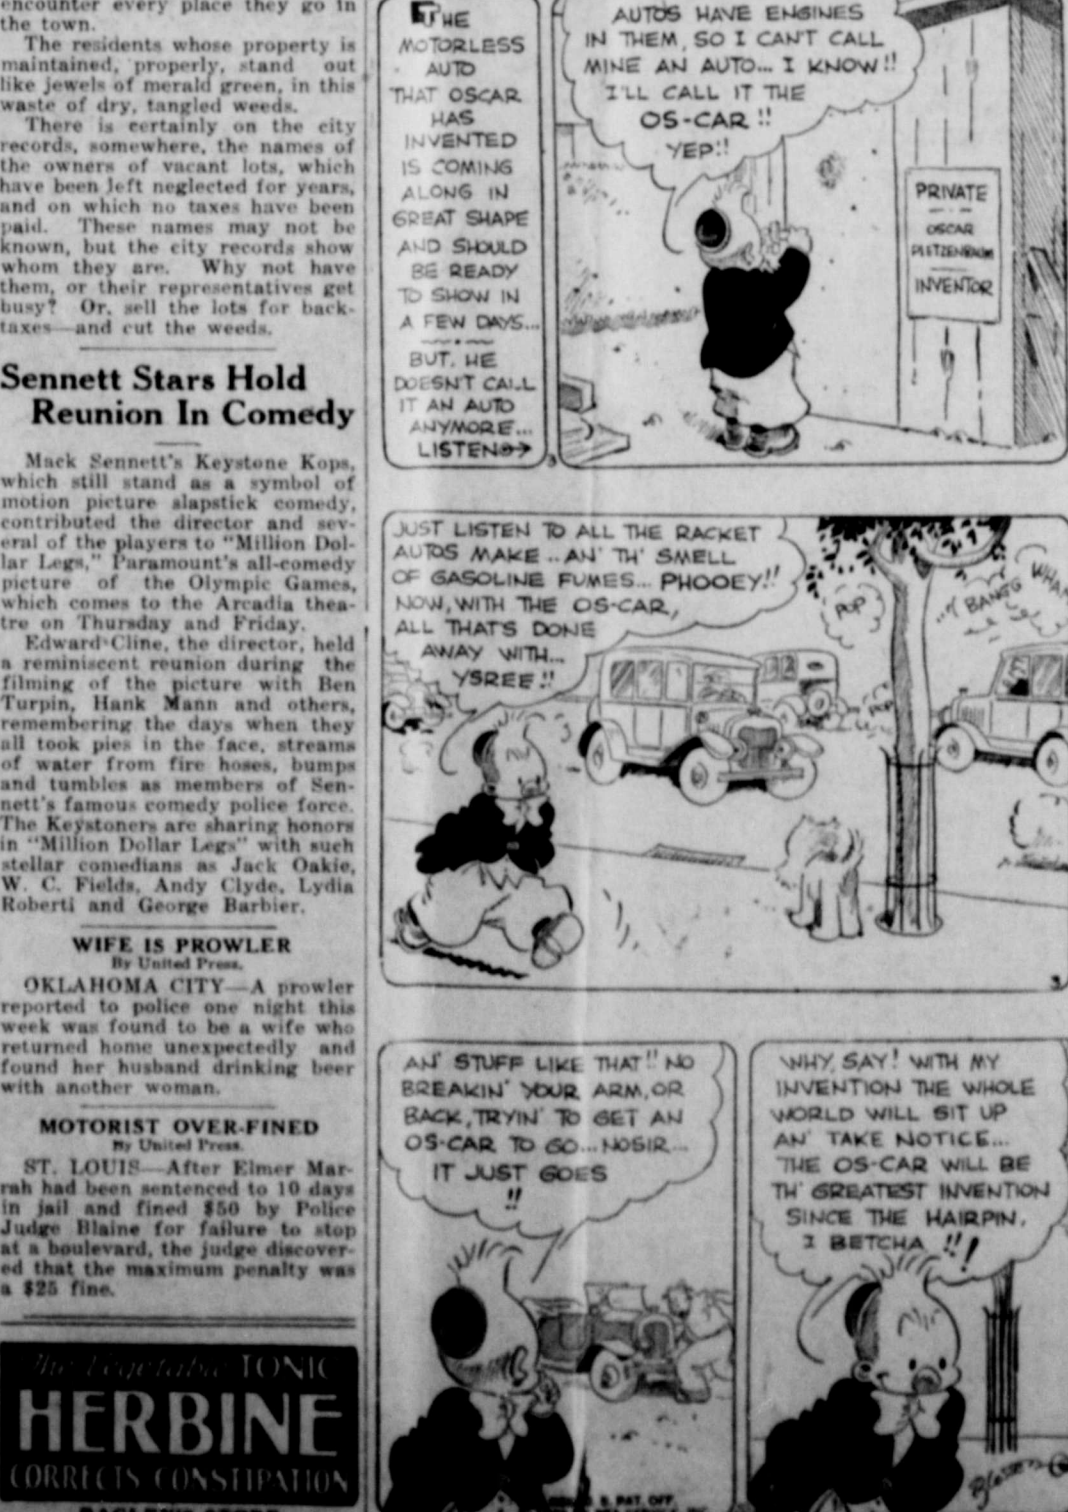 encounter every place they go in
the town.
The residents whose property is
maintained, properly, stand out
like jewels of merald green, in this
waste of dry, tangled weeds.
There is certainly on the city
records, somewhere, the names of
the owners of vacant lots, which
have been left neglected for years,
and on which no taxes have been
paid. These names may not be
known, but the city records show
whom they are. Why not have
them, or their representatives get
busy? Or, sell the lots for back-
taxes—and cut the weeds.
Sennett Stars Hold
Reunion In Comedy
Mack Sennett's Keystone Kops,
which still stand as a symbol of
motion picture slapstick comedy,
contributed the director and sev-
eral of the players to "Million Dol-
lar Legs," Paramount's all-comedy
picture of the Olympic Games,
which comes to the Arcadia thea-
tre on Thursday and Friday.
Edward Cline, the director, held
a reminiscent reunion during the
filming of the picture with Ben
Turpin, Hank Mann and others,
remembering the days when they
all took pies in the face, streams
of water from fire hoses, bumps
and tumbles as members of Sen-
nett's famous comedy police force.
The Keystoners are sharing honors
in "Million Dollar Legs" with such
stellar comedians as Jack Oakie,
W. C. Fields, Andy Clyde, Lydia
Roberti and George Barbier.
WIFE IS PROWLER
By United Press.
OKLAHOMA CITY—A prowler
reported to police one night this
week was found to be a wife who
returned home unexpectedly and
found her husband drinking beer
with another woman.
MOTORIST OVER-FINED
By United Press.
ST. LOUIS—After Elmer Mar-
rah had been sentenced to 10 days
in jail and fined $50 by Police
Judge Blaine for failure to stop
at a boulevard, the judge discover-
ed that the maximum penalty was
a $25 fine.
The Vegetable TONIC
HERBINE
CORRECTS CONSTIPATION
THE
MOTORLESS
AUTO
THAT OSCAR
HAS
INVENTED
IS COMING
ALONG IN
GREAT SHAPE
AND SHOULD
BE READY
TO SHOW IN
A FEW DAYS...
BUT, HE
DOESN'T CALL
IT AN AUTO
ANYMORE...
LISTEN
AUTOS HAVE ENGINES
IN THEM, SO I CAN'T CALL
MINE AN AUTO... I KNOW!!
I'LL CALL IT THE
OS-CAR!!
YEP!!
PRIVATE
OSCAR
PLETZENBAUM
INVENTOR
JUST LISTEN TO ALL THE RACKET
AUTOS MAKE .. AN' TH' SMELL
OF GASOLINE FUMES... PHOOEY!!
NOW, WITH THE OS-CAR,
ALL THAT'S DONE
AWAY WITH...
YSREE!!
POP
BANGG
WHAM
POP
AN' STUFF LIKE THAT!! NO
BREAKIN' YOUR ARM, OR
BACK, TRYIN' TO GET AN
OS-CAR TO GO... NOSIR...
IT JUST GOES
!!
WHY, SAY! WITH MY
INVENTION THE WHOLE
WORLD WILL SIT UP
AN' TAKE NOTICE...
THE OS-CAR WILL BE
TH' GREATEST INVENTION
SINCE THE HAIRPIN.
I BETCHA !!!
PAT. OFF.